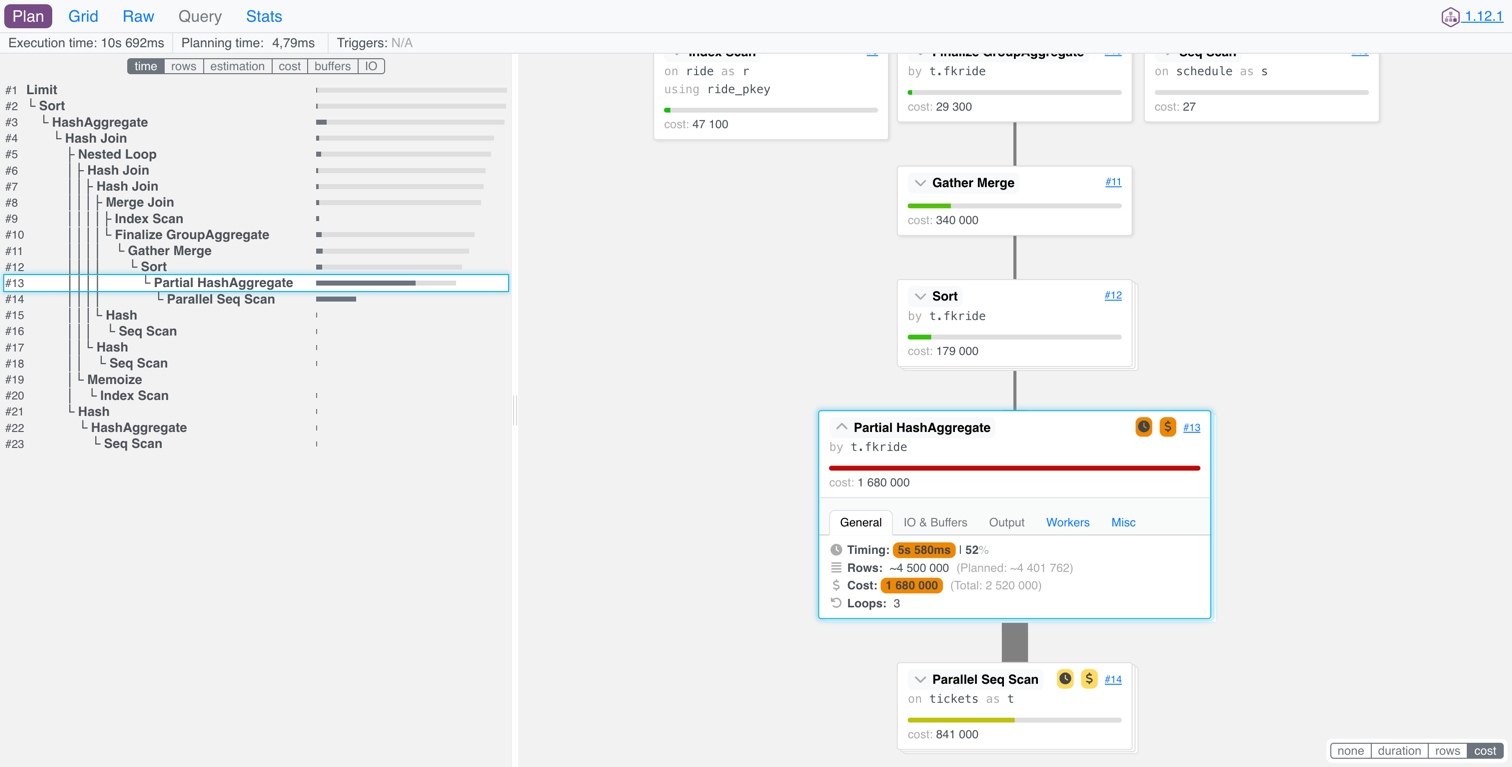 Plan Grid Raw Query Stats 1.12.1
Execution time: 10s 692ms Planning time: 4,79ms Triggers: N/A
time rows estimation cost buffers IO
#1 Limit
#2 └ Sort
#3 └ HashAggregate
#4 └ Hash Join
#5 ├ Nested Loop
#6 ├ Hash Join
#7 ├ Hash Join
#8 ├ Merge Join
#9 ├ Index Scan
#10 └ Finalize GroupAggregate
#11 └ Gather Merge
#12 └ Sort
#13 └ Partial HashAggregate
#14 └ Parallel Seq Scan
#15 └ Hash
#16 └ Seq Scan
#17 └ Hash
#18 └ Seq Scan
#19 └ Memoize
#20 └ Index Scan
#21 └ Hash
#22 └ HashAggregate
#23 └ Seq Scan
Index Scan
on ride as r
using ride_pkey
cost: 47 100
Finalize GroupAggregate
by t.fkride
cost: 29 300
Seq Scan
on schedule as s
cost: 27
Gather Merge #11
cost: 340 000
Sort #12
by t.fkride
cost: 179 000
Partial HashAggregate $ #13
by t.fkride
cost: 1 680 000
General IO & Buffers Output Workers Misc
Timing: 5s 580ms | 52%
Rows: ~4 500 000 (Planned: ~4 401 762)
$ Cost: 1 680 000 (Total: 2 520 000)
Loops: 3
Parallel Seq Scan $ #14
on tickets as t
cost: 841 000
none duration rows cost